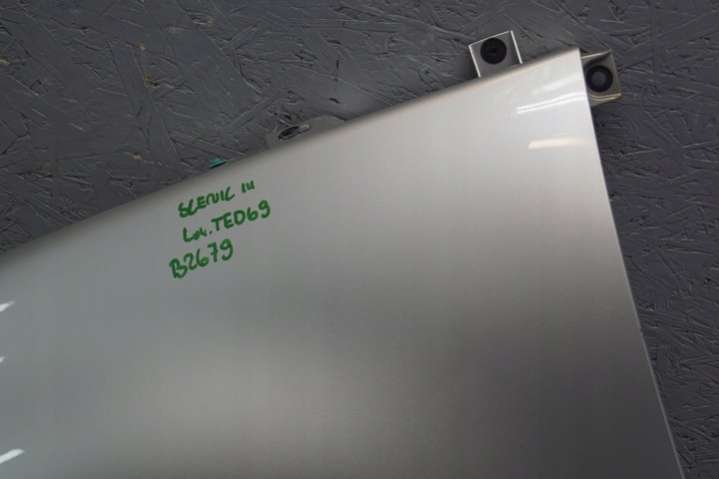 SCENIC III
Lak. TED69
B2679